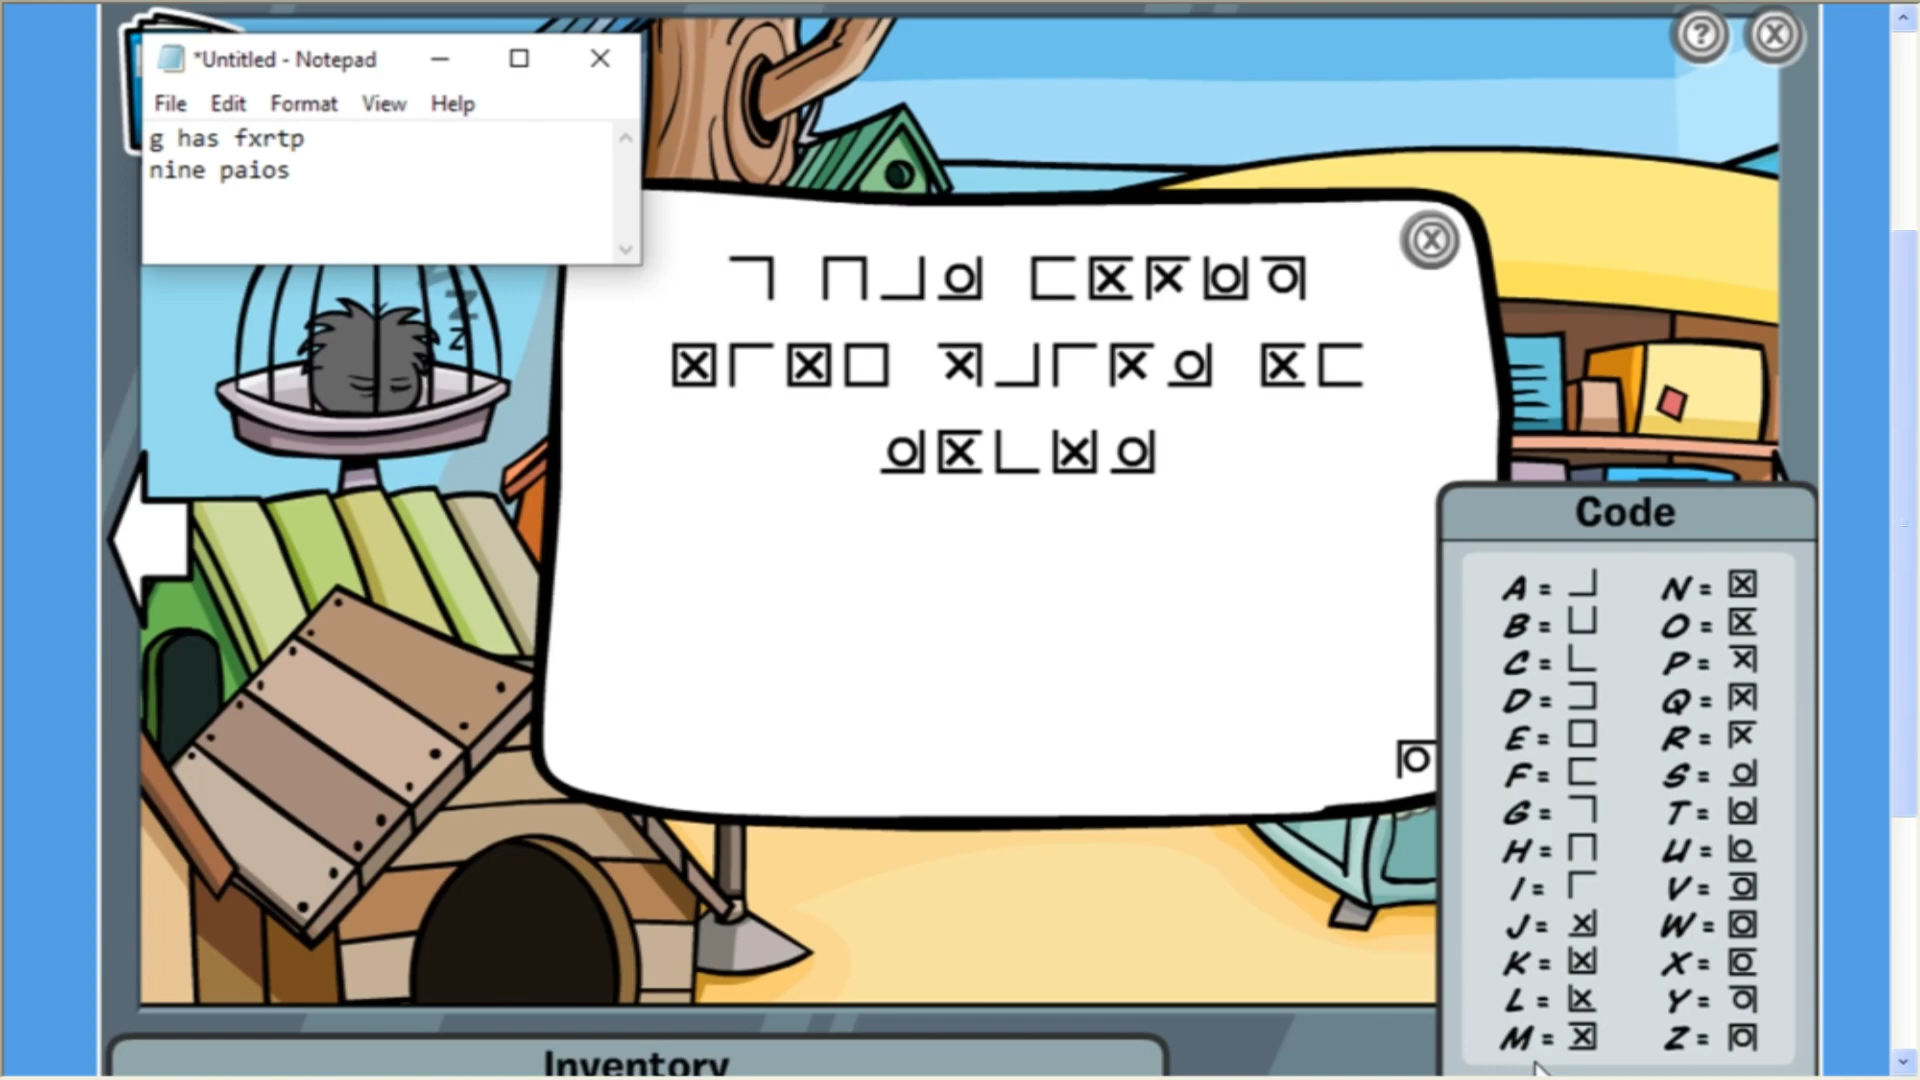 *Untitled - Notepad
File Edit Format View Help
g has fxrtp
nine paios
z
z
Code
A =
B =
C =
D =
E =
F =
G =
H =
I =
J =
K =
L =
M =
N =
O =
P =
Q =
R =
S =
T =
U =
V =
W =
X =
Y =
Z =
Inventory